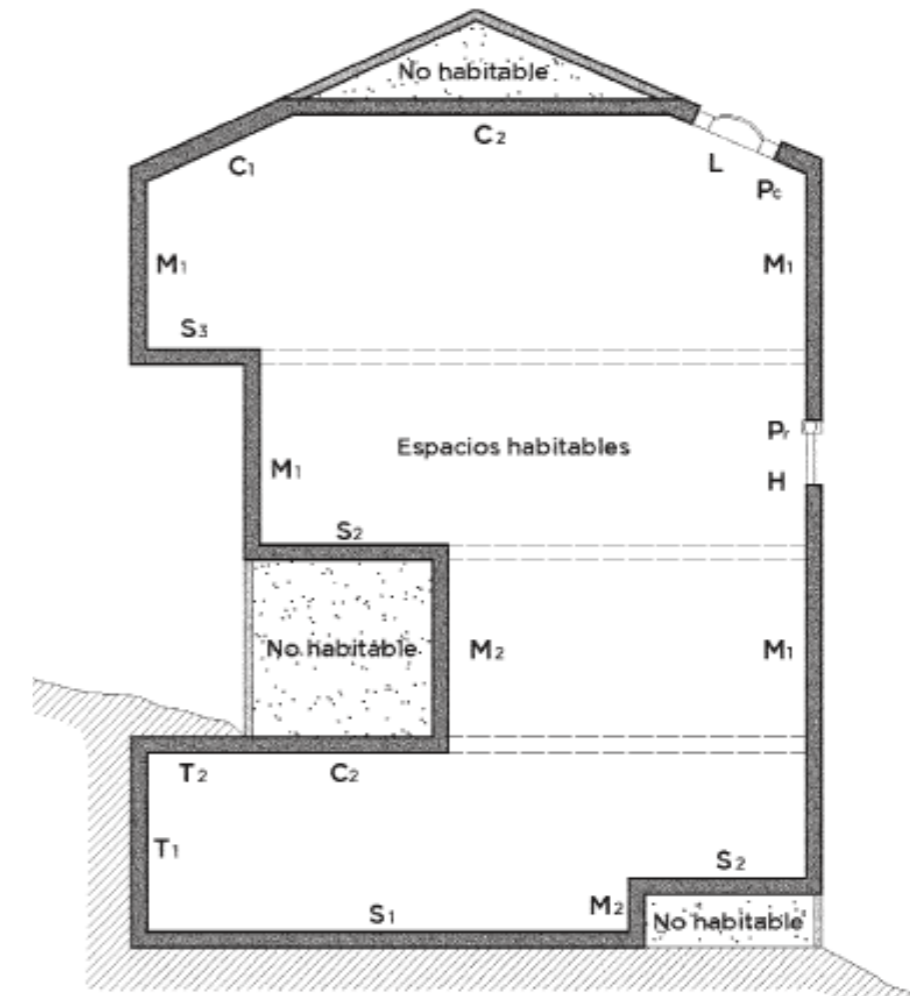 No habitable
C2
C1
L
Pc
M1
M1
S3
Pr
Espacios habitables
M1
H
S2
No habitable
M2
M1
T2
C2
T1
S2
S1
M2
No habitable